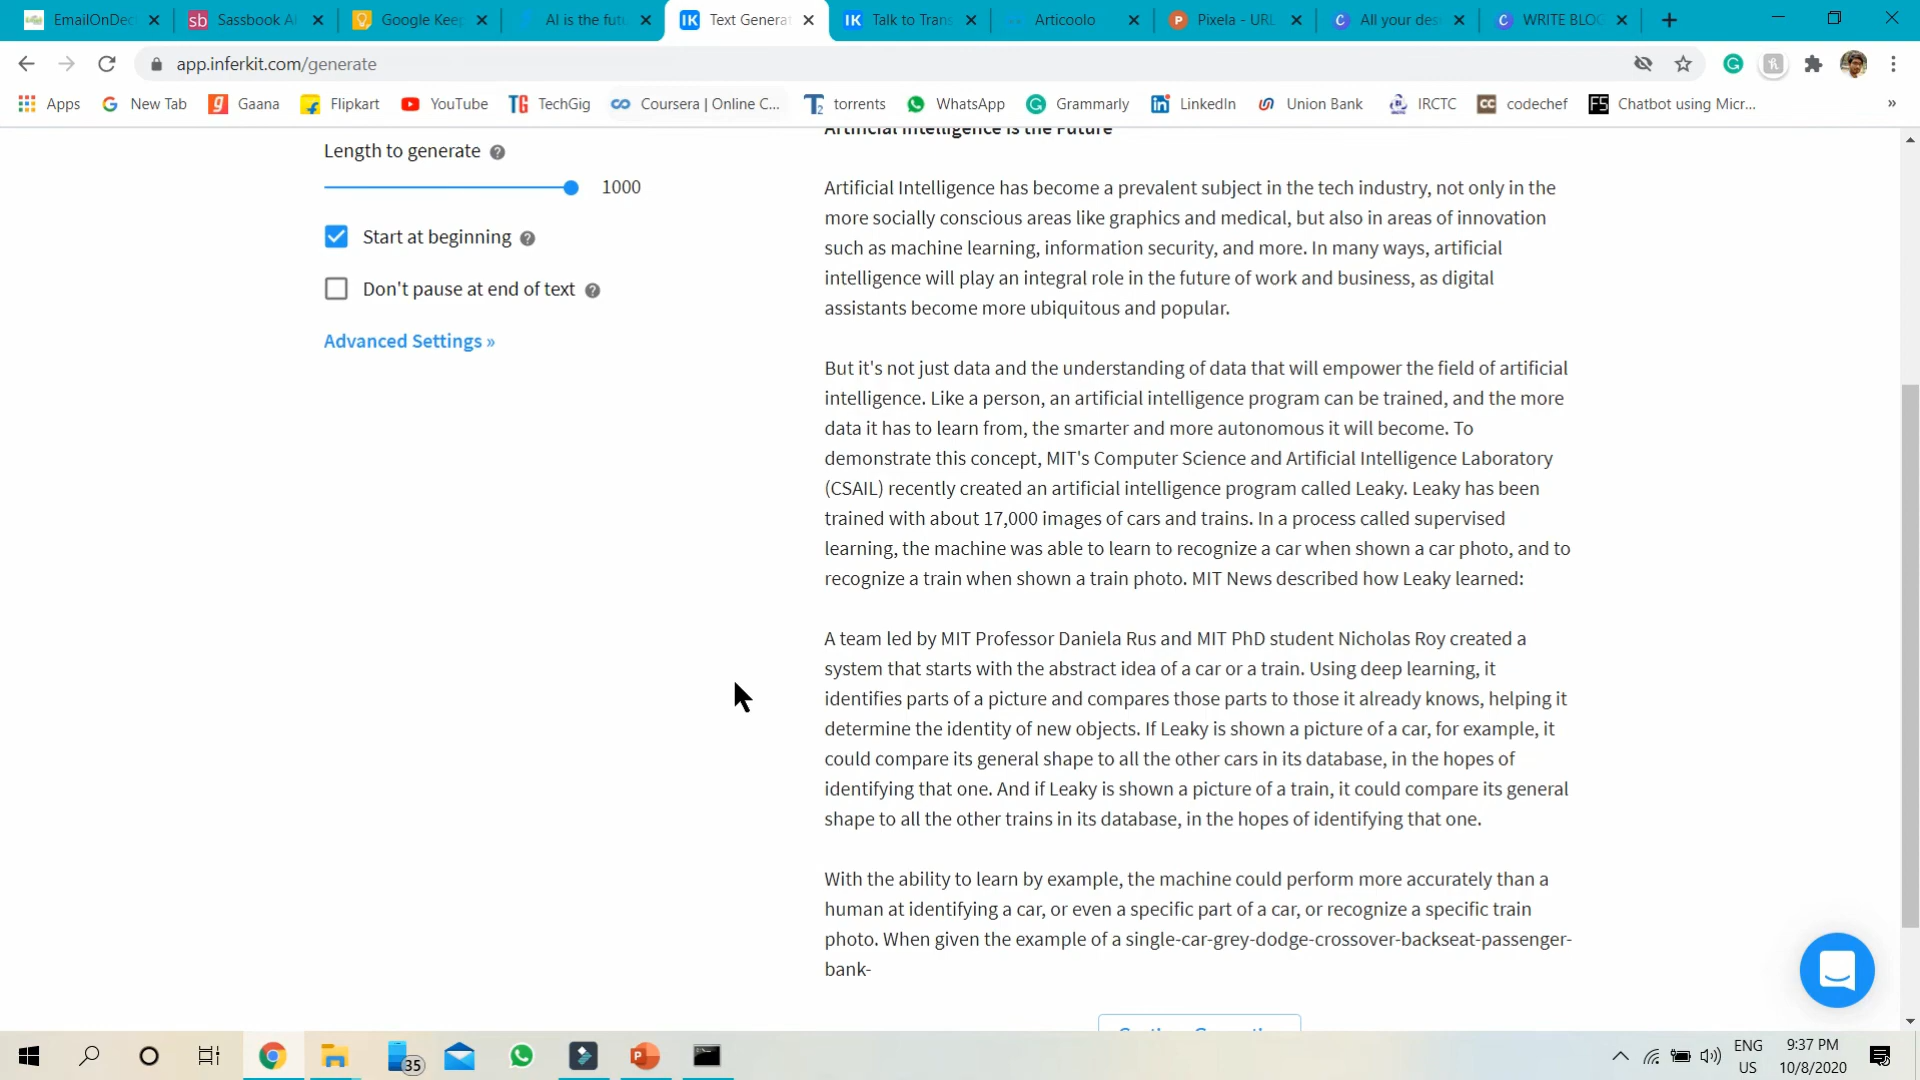 EmailOnDec
Sassbook AI
Google Keep
AI is the futu
Text Generat
Talk to Trans
Articoolo
Pixela - URL
All your des
WRITE BLOG
app.inferkit.com/generate
Apps
New Tab
Gaana
Flipkart
YouTube
TechGig
Coursera | Online C...
torrents
WhatsApp
Grammarly
LinkedIn
Union Bank
IRCTC
codechef
Chatbot using Micr...
»
Artificial Intelligence is the Future
Length to generate
1000
Start at beginning
Don't pause at end of text
Advanced Settings »
Artificial Intelligence has become a prevalent subject in the tech industry, not only in the
more socially conscious areas like graphics and medical, but also in areas of innovation
such as machine learning, information security, and more. In many ways, artificial
intelligence will play an integral role in the future of work and business, as digital
assistants become more ubiquitous and popular.
But it's not just data and the understanding of data that will empower the field of artificial
intelligence. Like a person, an artificial intelligence program can be trained, and the more
data it has to learn from, the smarter and more autonomous it will become. To
demonstrate this concept, MIT's Computer Science and Artificial Intelligence Laboratory
(CSAIL) recently created an artificial intelligence program called Leaky. Leaky has been
trained with about 17,000 images of cars and trains. In a process called supervised
learning, the machine was able to learn to recognize a car when shown a car photo, and to
recognize a train when shown a train photo. MIT News described how Leaky learned:
A team led by MIT Professor Daniela Rus and MIT PhD student Nicholas Roy created a
system that starts with the abstract idea of a car or a train. Using deep learning, it
identifies parts of a picture and compares those parts to those it already knows, helping it
determine the identity of new objects. If Leaky is shown a picture of a car, for example, it
could compare its general shape to all the other cars in its database, in the hopes of
identifying that one. And if Leaky is shown a picture of a train, it could compare its general
shape to all the other trains in its database, in the hopes of identifying that one.
With the ability to learn by example, the machine could perform more accurately than a
human at identifying a car, or even a specific part of a car, or recognize a specific train
photo. When given the example of a single-car-grey-dodge-crossover-backseat-passenger-
bank-
35
ENG
US
9:37 PM
10/8/2020